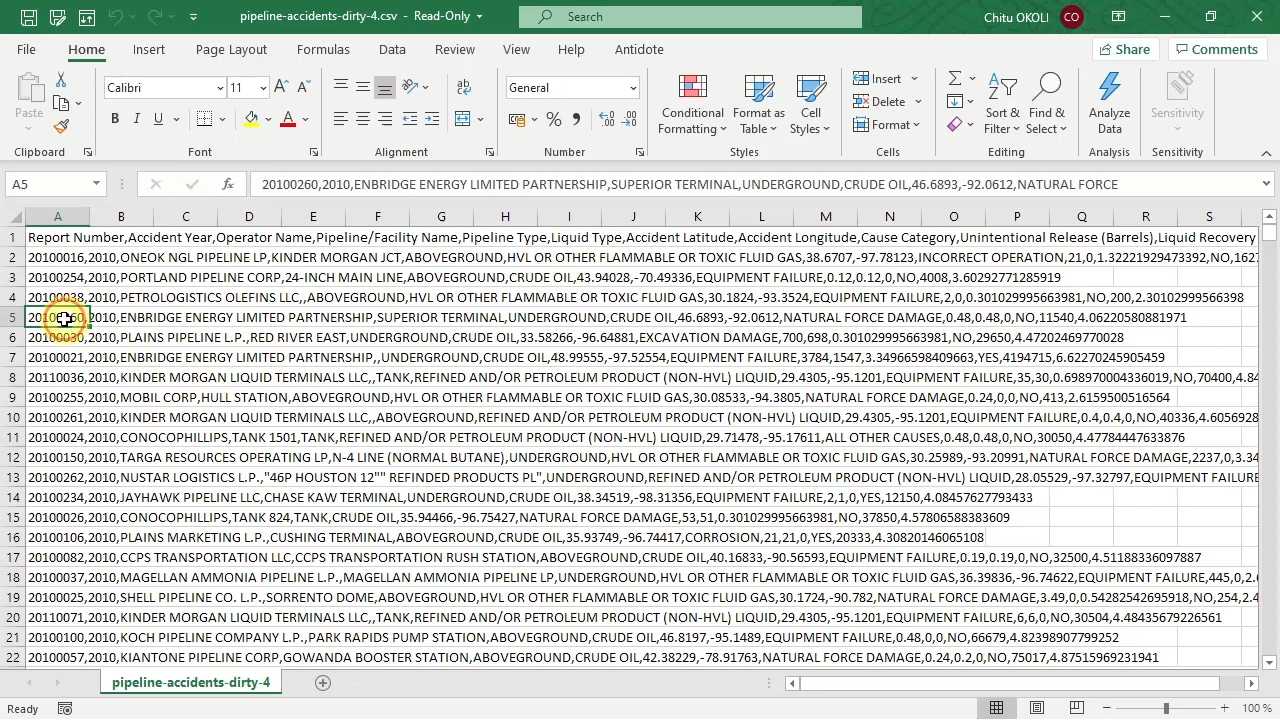 pipeline-accidents-dirty-4.csv - Read-Only
Search
Chitu OKOLI
CO
File Home Insert Page Layout Formulas Data Review View Help Antidote
Share
Comments
Paste
Clipboard
Calibri 11
B I U
Font
Alignment
General
Number
Conditional Formatting
Format as Table
Cell Styles
Styles
Insert
Delete
Format
Cells
Sort & Filter
Find & Select
Editing
Analyze Data
Analysis
Sensitivity
Sensitivity
A5
fx
20100260,2010,ENBRIDGE ENERGY LIMITED PARTNERSHIP,SUPERIOR TERMINAL,UNDERGROUND,CRUDE OIL,46.6893,-92.0612,NATURAL FORCE
A B C D E F G H I J K L M N O P Q R S
1 Report Number,Accident Year,Operator Name,Pipeline/Facility Name,Pipeline Type,Liquid Type,Accident Latitude,Accident Longitude,Cause Category,Unintentional Release (Barrels),Liquid Recovery
2 20100016,2010,ONEOK NGL PIPELINE LP,KINDER MORGAN JCT,ABOVEGROUND,HVL OR OTHER FLAMMABLE OR TOXIC FLUID GAS,38.6707,-97.78123,INCORRECT OPERATION,21,0,1.32221929473392,NO,1627
3 20100254,2010,PORTLAND PIPELINE CORP,24-INCH MAIN LINE,ABOVEGROUND,CRUDE OIL,43.94028,-70.49336,EQUIPMENT FAILURE,0.12,0.12,0,NO,4008,3.60292771285919
4 20100038,2010,PETROLOGISTICS OLEFINS LLC,,ABOVEGROUND,HVL OR OTHER FLAMMABLE OR TOXIC FLUID GAS,30.1824,-93.3524,EQUIPMENT FAILURE,2,0,0.301029995663981,NO,200,2.30102999566398
5 20100260,2010,ENBRIDGE ENERGY LIMITED PARTNERSHIP,SUPERIOR TERMINAL,UNDERGROUND,CRUDE OIL,46.6893,-92.0612,NATURAL FORCE DAMAGE,0.48,0.48,0,NO,11540,4.06220580881971
6 20100030,2010,PLAINS PIPELINE L.P.,RED RIVER EAST,UNDERGROUND,CRUDE OIL,33.58266,-96.64881,EXCAVATION DAMAGE,700,698,0.301029995663981,NO,29650,4.47202469770028
7 20100021,2010,ENBRIDGE ENERGY LIMITED PARTNERSHIP,,UNDERGROUND,CRUDE OIL,48.99555,-97.52554,EQUIPMENT FAILURE,3784,1547,3.34966598409663,YES,4194715,6.62270245905459
8 20110036,2010,KINDER MORGAN LIQUID TERMINALS LLC,,TANK,REFINED AND/OR PETROLEUM PRODUCT (NON-HVL) LIQUID,29.4305,-95.1201,EQUIPMENT FAILURE,35,30,0.698970004336019,NO,70400,4.84
9 20100255,2010,MOBIL CORP,HULL STATION,ABOVEGROUND,HVL OR OTHER FLAMMABLE OR TOXIC FLUID GAS,30.08533,-94.3805,NATURAL FORCE DAMAGE,0.24,0,0,NO,413,2.6159500516564
10 20100261,2010,KINDER MORGAN LIQUID TERMINALS LLC,,ABOVEGROUND,REFINED AND/OR PETROLEUM PRODUCT (NON-HVL) LIQUID,29.4305,-95.1201,EQUIPMENT FAILURE,0.4,0.4,0,NO,40336,4.6056928
11 20100024,2010,CONOCOPHILLIPS,TANK 1501,TANK,REFINED AND/OR PETROLEUM PRODUCT (NON-HVL) LIQUID,29.71478,-95.17611,ALL OTHER CAUSES,0.48,0.48,0,NO,30050,4.47784447633876
12 20100150,2010,TARGA RESOURCES OPERATING LP,N-4 LINE (NORMAL BUTANE),UNDERGROUND,HVL OR OTHER FLAMMABLE OR TOXIC FLUID GAS,30.25989,-93.20991,NATURAL FORCE DAMAGE,2237,0,3.34
13 20100262,2010,NUSTAR LOGISTICS L.P.,"46P HOUSTON 12"" REFINDED PRODUCTS PL",UNDERGROUND,REFINED AND/OR PETROLEUM PRODUCT (NON-HVL) LIQUID,28.05529,-97.32797,EQUIPMENT FAILURE
14 20100234,2010,JAYHAWK PIPELINE LLC,CHASE KAW TERMINAL,UNDERGROUND,CRUDE OIL,38.34519,-98.31356,EQUIPMENT FAILURE,2,1,0,YES,12150,4.08457627793433
15 20100026,2010,CONOCOPHILLIPS,TANK 824,TANK,CRUDE OIL,35.94466,-96.75427,NATURAL FORCE DAMAGE,53,51,0.301029995663981,NO,37850,4.57806588383609
16 20100106,2010,PLAINS MARKETING L.P.,CUSHING TERMINAL,ABOVEGROUND,CRUDE OIL,35.93749,-96.74417,CORROSION,21,21,0,YES,20333,4.30820146065108
17 20100082,2010,CCPS TRANSPORTATION LLC,CCPS TRANSPORTATION RUSH STATION,ABOVEGROUND,CRUDE OIL,40.16833,-90.56593,EQUIPMENT FAILURE,0.19,0.19,0,NO,32500,4.51188336097887
18 20100037,2010,MAGELLAN AMMONIA PIPELINE L.P.,MAGELLAN AMMONIA PIPELINE LP,UNDERGROUND,HVL OR OTHER FLAMMABLE OR TOXIC FLUID GAS,36.39836,-96.74622,EQUIPMENT FAILURE,445,0,2.6
19 20100025,2010,SHELL PIPELINE CO. L.P.,SORRENTO DOME,ABOVEGROUND,HVL OR OTHER FLAMMABLE OR TOXIC FLUID GAS,30.1724,-90.782,NATURAL FORCE DAMAGE,3.49,0,0.54282542695918,NO,254,2.4
20 20110071,2010,KINDER MORGAN LIQUID TERMINALS LLC,,TANK,REFINED AND/OR PETROLEUM PRODUCT (NON-HVL) LIQUID,29.4305,-95.1201,EQUIPMENT FAILURE,6,6,0,NO,30504,4.48435679226561
21 20100100,2010,KOCH PIPELINE COMPANY L.P.,PARK RAPIDS PUMP STATION,ABOVEGROUND,CRUDE OIL,46.8197,-95.1489,EQUIPMENT FAILURE,0.48,0,0,NO,66679,4.82398907799252
22 20100057,2010,KIANTONE PIPELINE CORP,GOWANDA BOOSTER STATION,ABOVEGROUND,CRUDE OIL,42.38229,-78.91763,NATURAL FORCE DAMAGE,0.24,0.2,0,NO,75017,4.87515969231941
pipeline-accidents-dirty-4
Ready
100 %